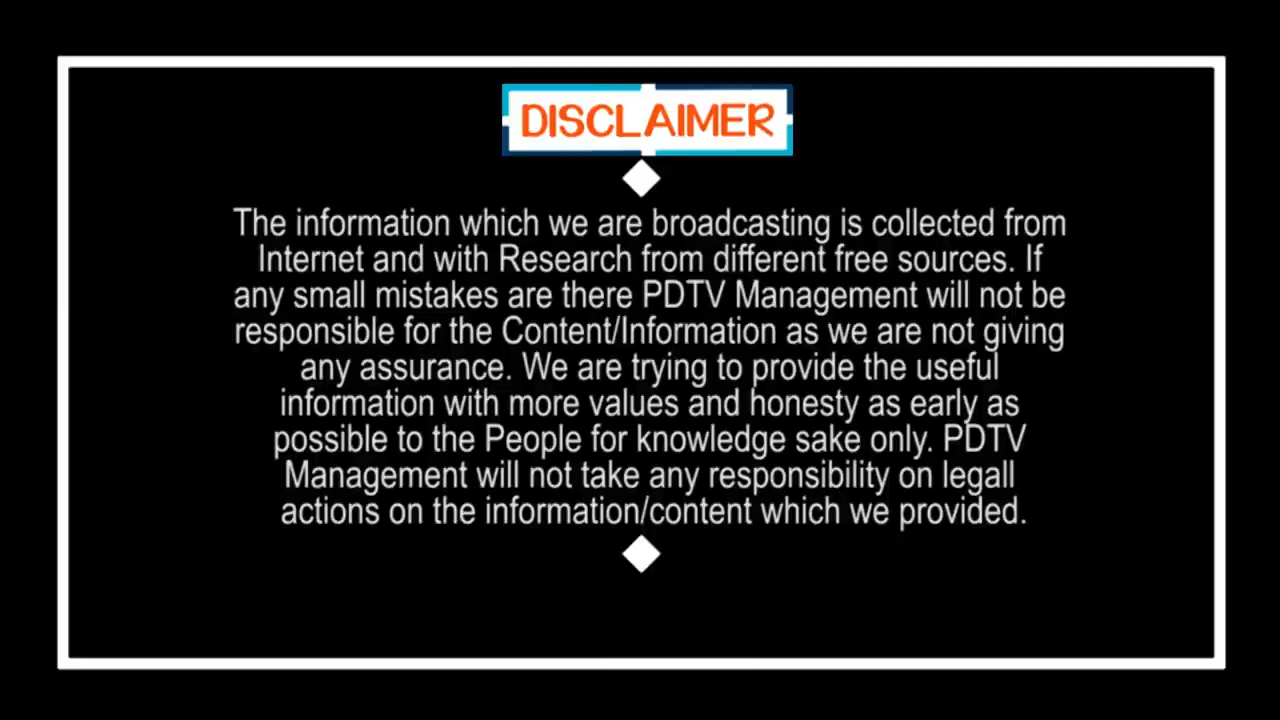 DISCLAIMER
The information which we are broadcasting is collected from
Internet and with Research from different free sources. If
any small mistakes are there PDTV Management will not be
responsible for the Content/Information as we are not giving
any assurance. We are trying to provide the useful
information with more values and honesty as early as
possible to the People for knowledge sake only. PDTV
Management will not take any responsibility on legall
actions on the information/content which we provided.